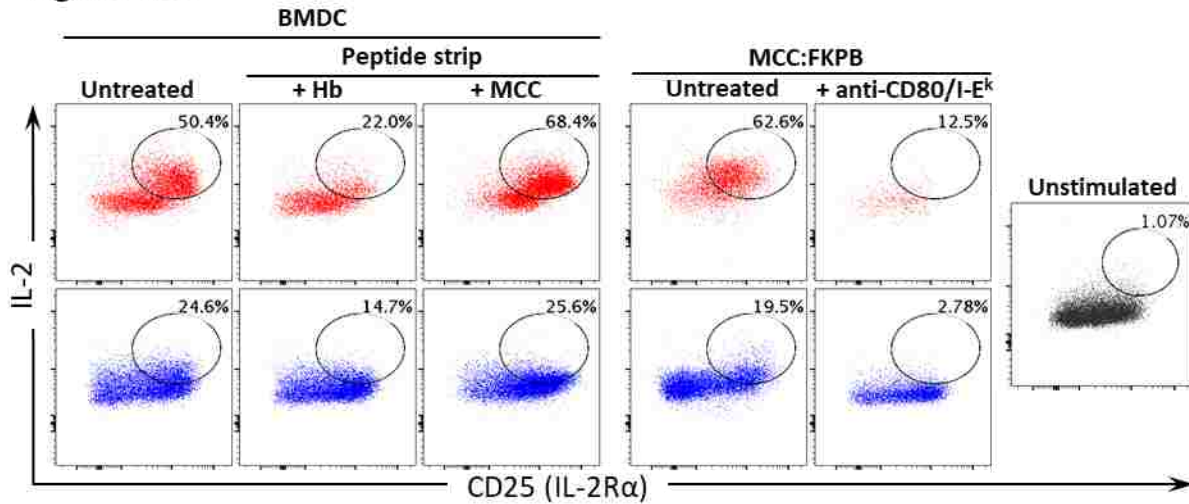 BMDC
Peptide strip
MCC:FKPB
Untreated
+ Hb
+ MCC
Untreated
+ anti-CD80/I-Eᵏ
50.4%
22.0%
68.4%
62.6%
12.5%
Unstimulated
1.07%
24.6%
14.7%
25.6%
19.5%
2.78%
IL-2
CD25 (IL-2Rα)